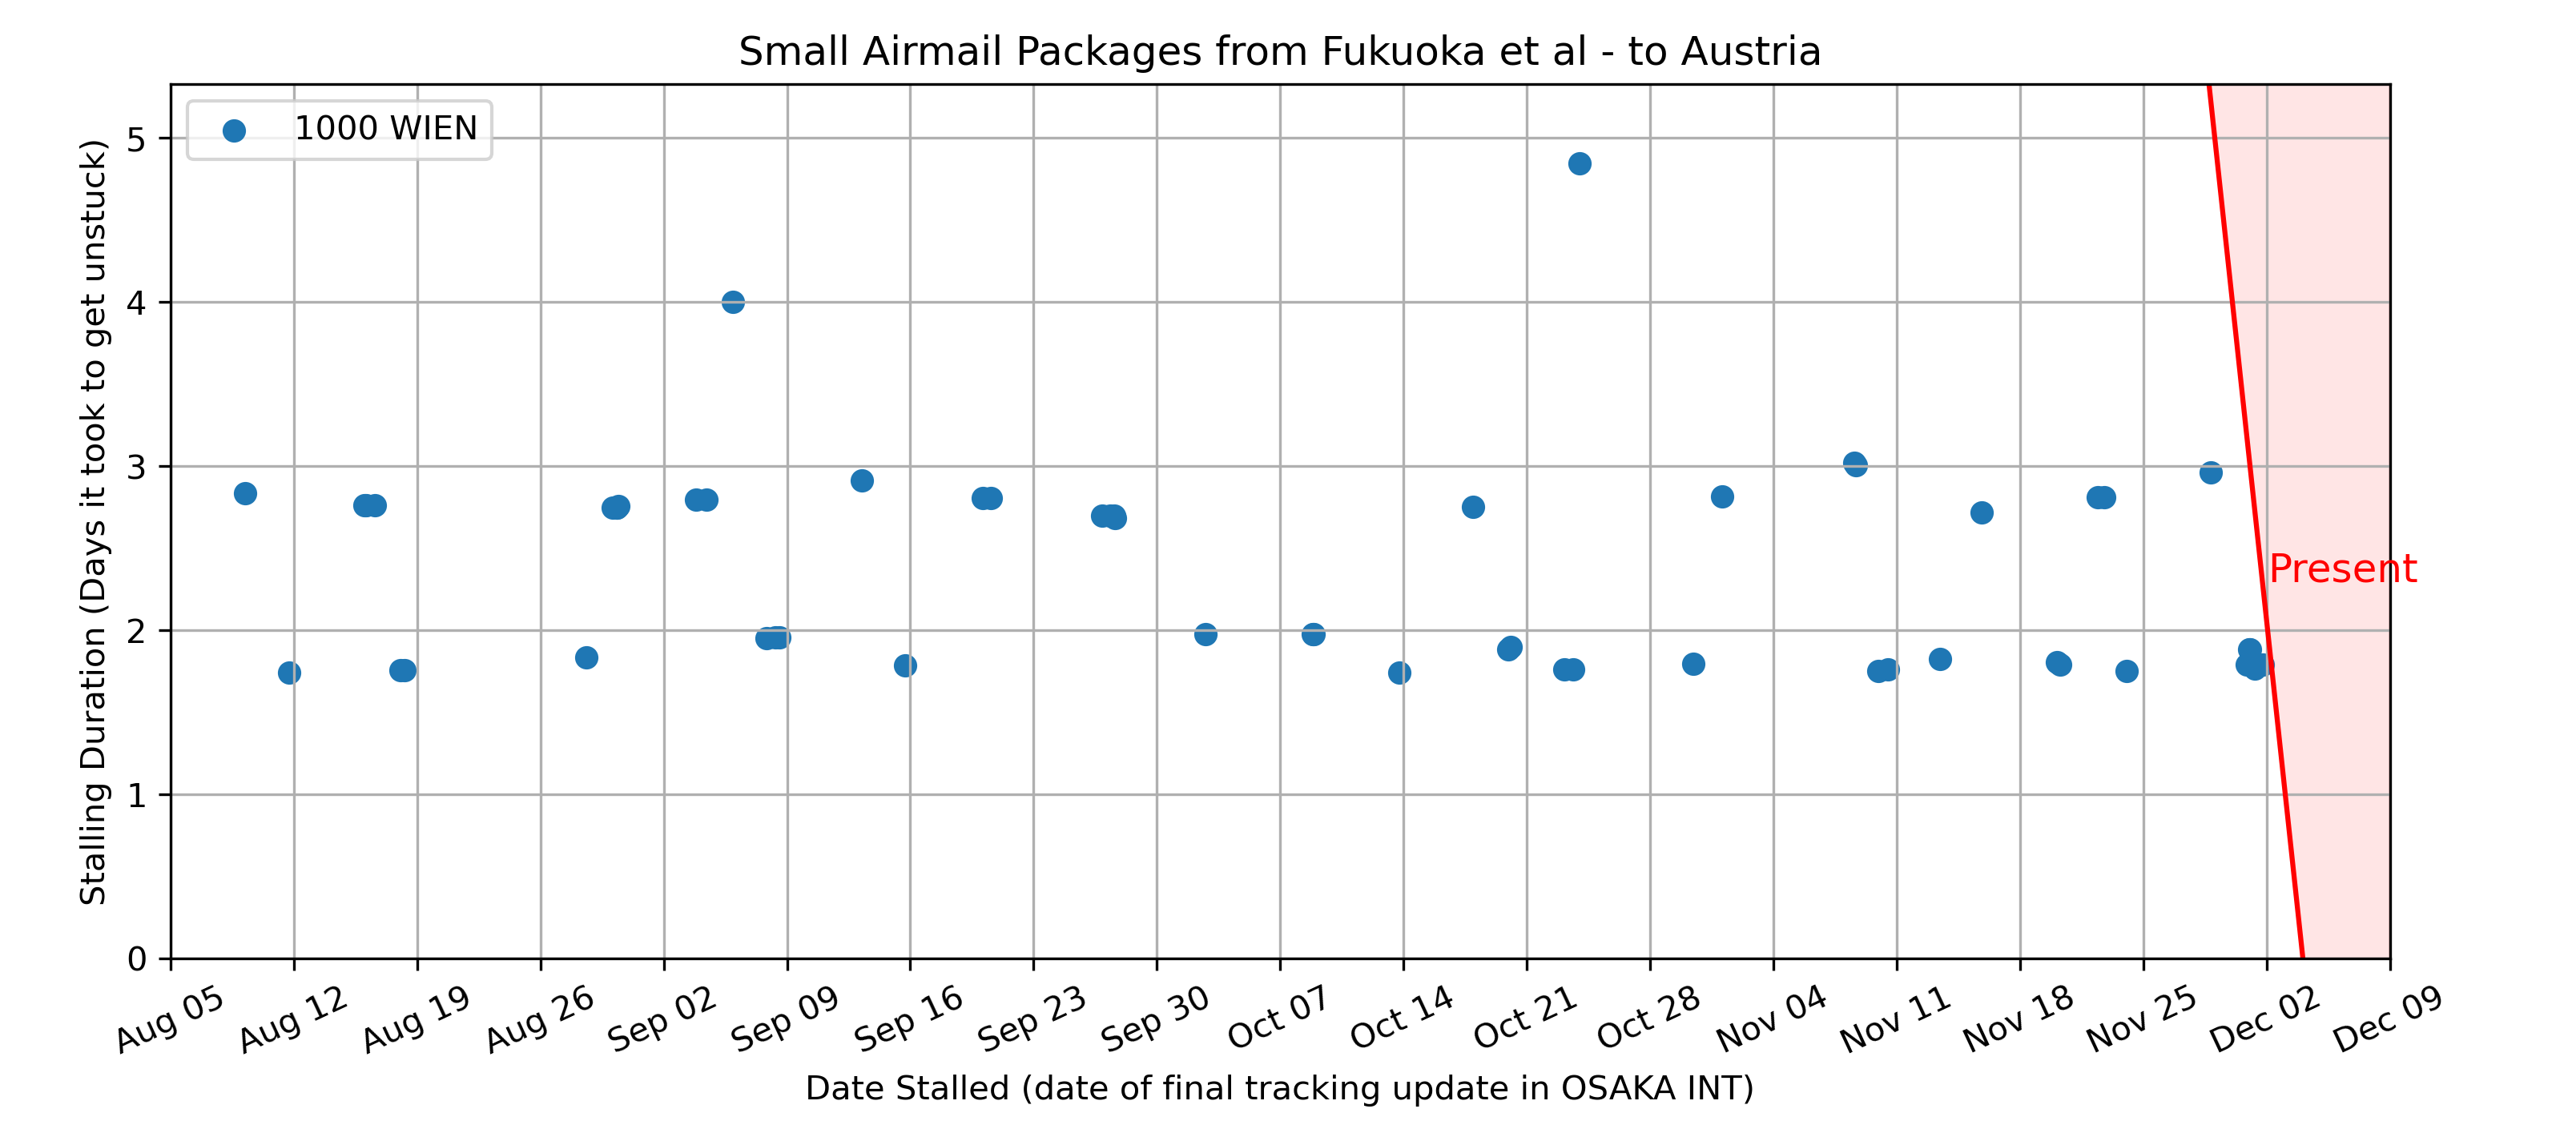 Small Airmail Packages from Fukuoka et al - to Austria
1000 WIEN
Stalling Duration (Days it took to get unstuck)
5
4
3
2
1
0
Present
Aug 05
Aug 12
Aug 19
Aug 26
Sep 02
Sep 09
Sep 16
Sep 23
Sep 30
Oct 07
Oct 14
Oct 21
Oct 28
Nov 04
Nov 11
Nov 18
Nov 25
Dec 02
Dec 09
Date Stalled (date of final tracking update in OSAKA INT)